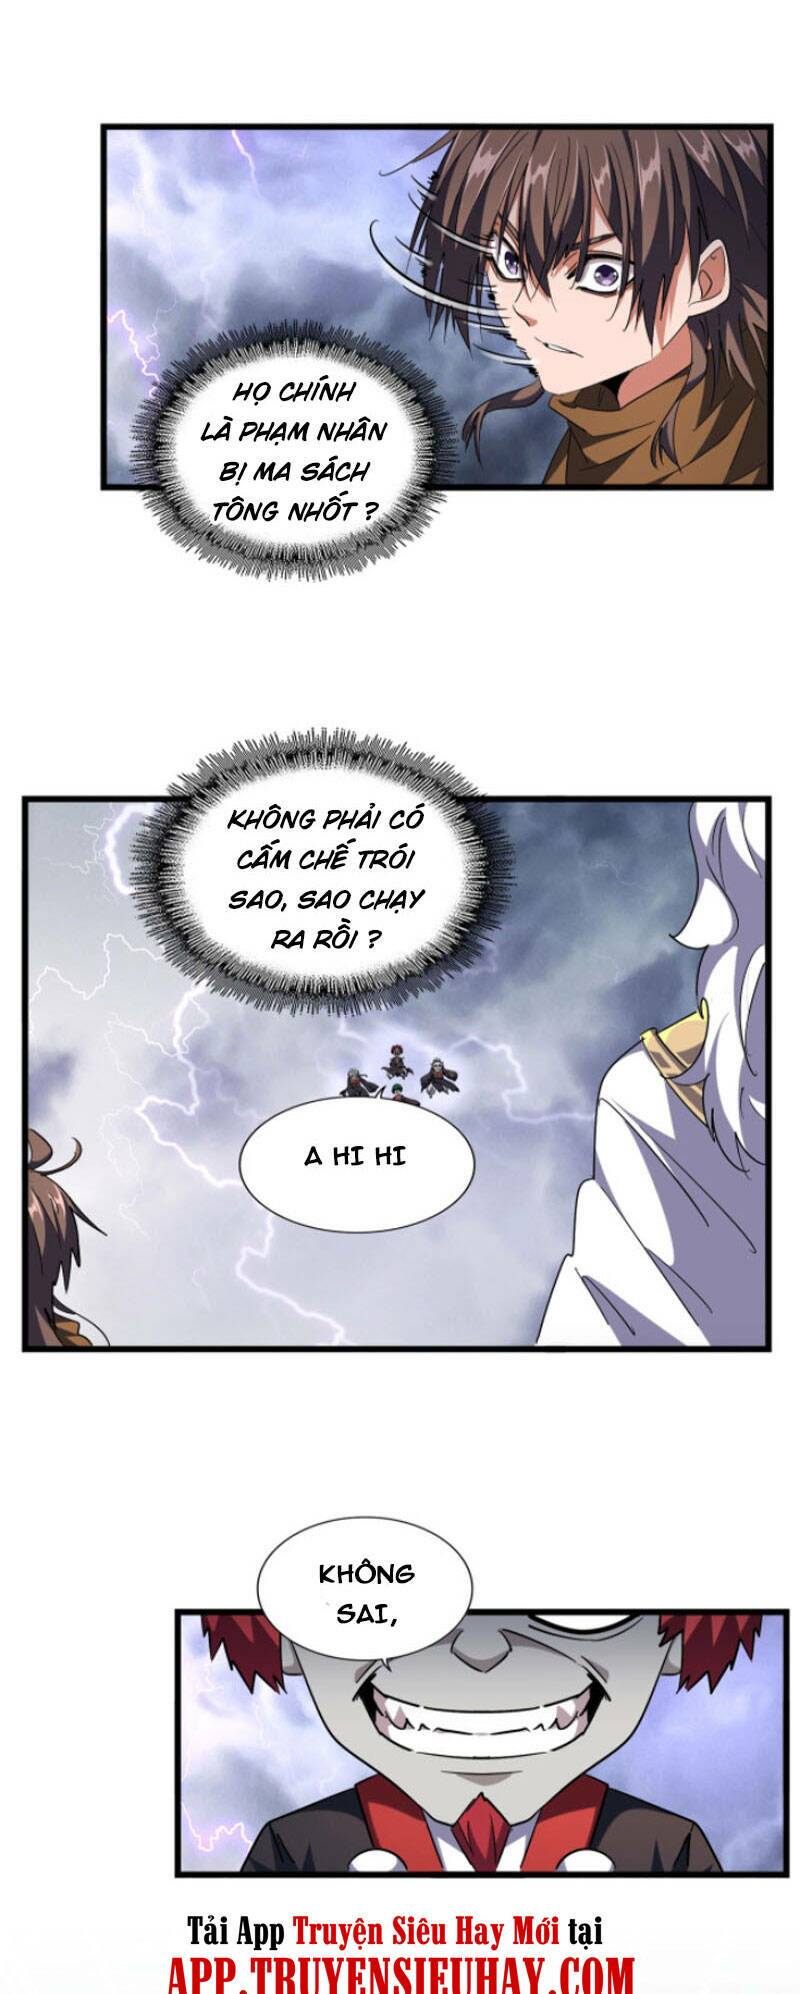 HỌ CHÍNH
LÀ PHẠM NHÂN
BỊ MA SÁCH
TÔNG NHỐT ?
KHÔNG PHẢI CÓ
CẤM CHẾ TRÓI
SAO, SAO CHẠY
RA RỒI ?
A HI HI
KHÔNG
SAI,
Tải App Truyện Siêu Hay Mới tại
APP.TRUYENSIEUHAY.COM